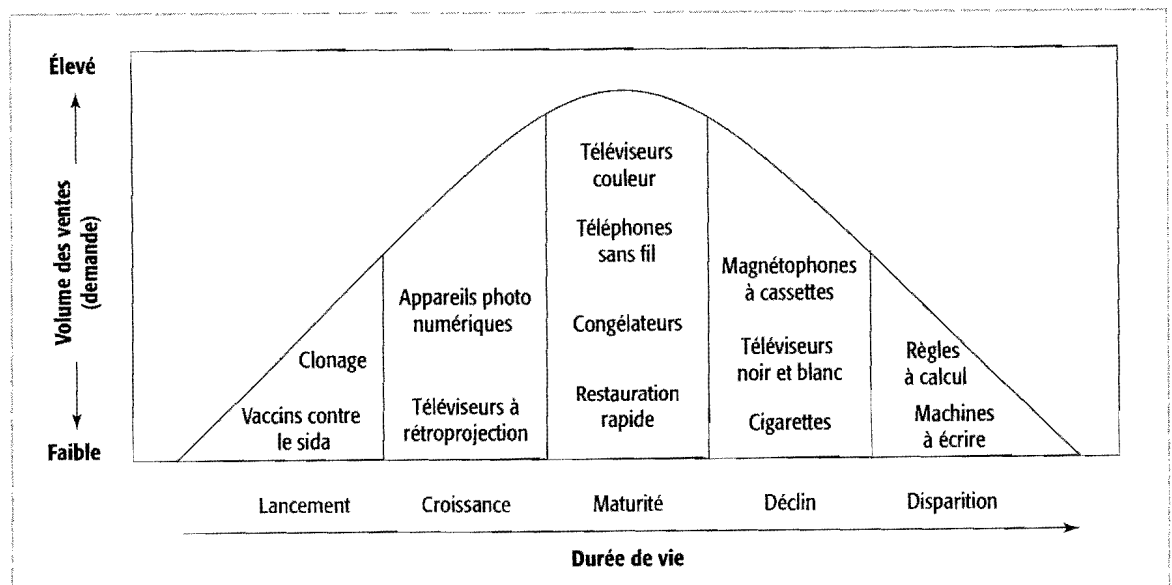 Élevé
Volume des ventes
(demande)
Faible
Clonage
Vaccins contre
le sida
Appareils photo
numériques
Téléviseurs à
rétroprojection
Téléviseurs
couleur
Téléphones
sans fil
Congélateurs
Restauration
rapide
Magnétophones
à cassettes
Téléviseurs
noir et blanc
Cigarettes
Règles
à calcul
Machines
à écrire
Lancement
Croissance
Maturité
Déclin
Disparition
Durée de vie